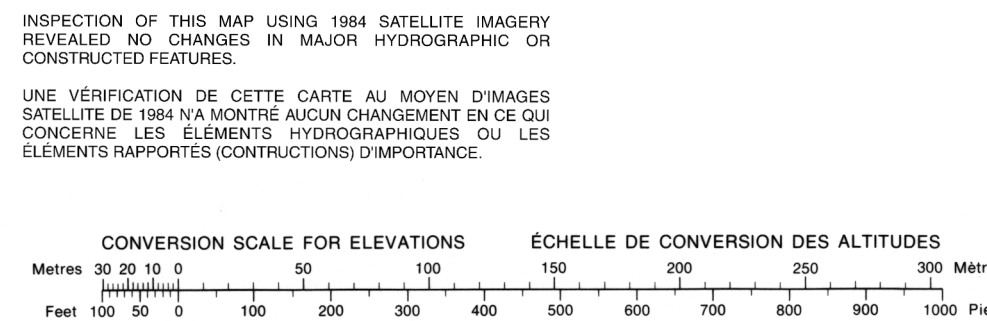 INSPECTION OF THIS MAP USING 1984 SATELLITE IMAGERY
REVEALED NO CHANGES IN MAJOR HYDROGRAPHIC OR
CONSTRUCTED FEATURES.
UNE VÉRIFICATION DE CETTE CARTE AU MOYEN D'IMAGES
SATELLITE DE 1984 N'A MONTRÉ AUCUN CHANGEMENT EN CE QUI
CONCERNE LES ÉLÉMENTS HYDROGRAPHIQUES OU LES
ÉLÉMENTS RAPPORTÉS (CONTRUCTIONS) D'IMPORTANCE.
CONVERSION SCALE FOR ELEVATIONS ÉCHELLE DE CONVERSION DES ALTITUDES
Metres 30 20 10 0 50 100 150 200 250 300 Mètr
Feet 100 50 0 100 200 300 400 500 600 700 800 900 1000 Pie